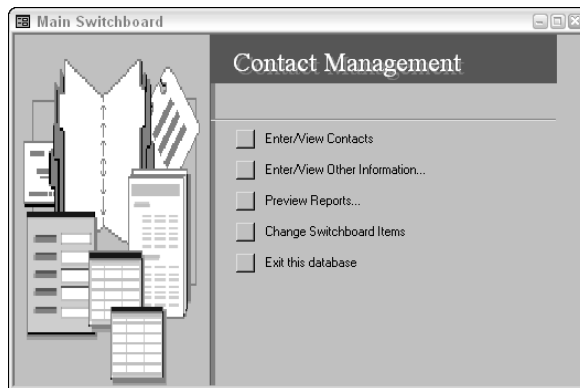 Main Switchboard
Contact Management
Enter/View Contacts
Enter/View Other Information...
Preview Reports...
Change Switchboard Items
Exit this database